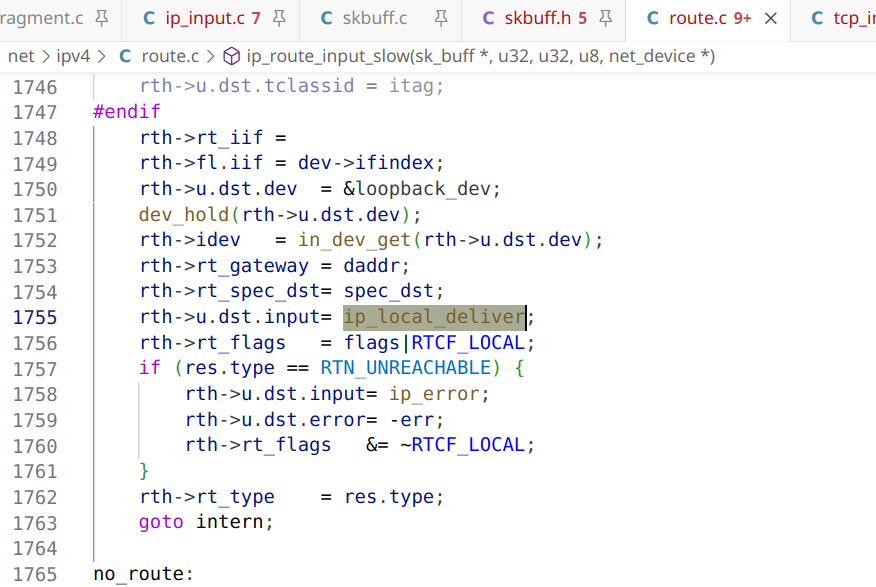 ragment.c C ip_input.c 7 C skbuff.c C skbuff.h 5 C route.c 9+ × C tcp_in
net > ipv4 > C route.c > ip_route_input_slow(sk_buff *, u32, u32, u8, net_device *)
1746 rth->u.dst.tclassid = itag;
1747 #endif
1748 rth->rt_iif =
1749 rth->fl.iif = dev->ifindex;
1750 rth->u.dst.dev = &loopback_dev;
1751 dev_hold(rth->u.dst.dev);
1752 rth->idev = in_dev_get(rth->u.dst.dev);
1753 rth->rt_gateway = daddr;
1754 rth->rt_spec_dst= spec_dst;
1755 rth->u.dst.input= ip_local_deliver;
1756 rth->rt_flags = flags|RTCF_LOCAL;
1757 if (res.type == RTN_UNREACHABLE) {
1758 rth->u.dst.input= ip_error;
1759 rth->u.dst.error= -err;
1760 rth->rt_flags &= ~RTCF_LOCAL;
1761 }
1762 rth->rt_type = res.type;
1763 goto intern;
1764
1765 no_route: